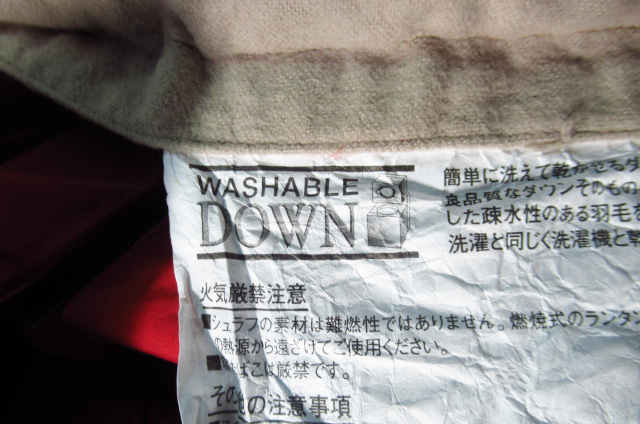 WASHABLE
DOWN
簡単に洗えて乾かせるダ
良品質なダウンそのもの
した疎水性のある羽毛を
洗濯と同じく洗濯機と乾
火気厳禁注意
■シュラフの素材は難燃性ではありません。燃焼式のランタン
の熱源から遠ざけてご使用ください。
■たばこは厳禁です。
その他の注意事項